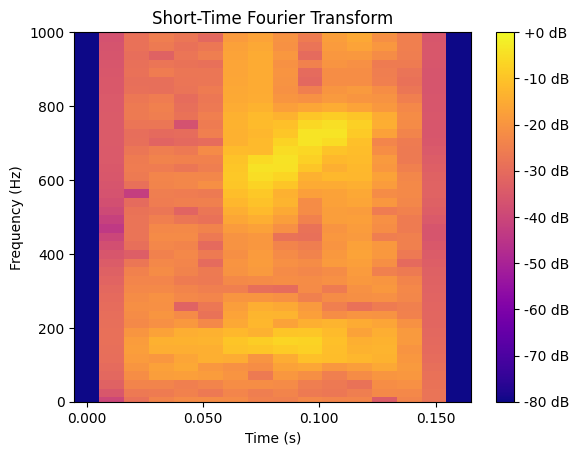 Short-Time Fourier Transform
1000
800
600
400
200
0
Frequency (Hz)
0.000
0.050
0.100
0.150
Time (s)
+0 dB
-10 dB
-20 dB
-30 dB
-40 dB
-50 dB
-60 dB
-70 dB
-80 dB